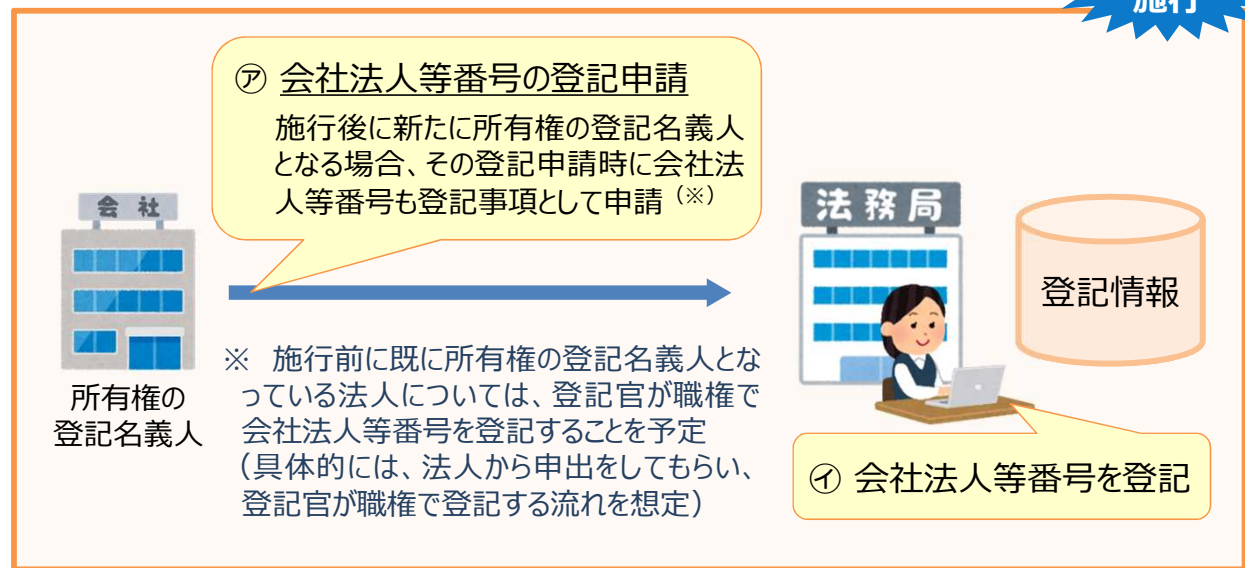 施行
㋐ 会社法人等番号の登記申請
施行後に新たに所有権の登記名義人
となる場合、その登記申請時に会社法
人等番号も登記事項として申請（※）
会社
法務局
登記情報
所有権の
登記名義人
※ 施行前に既に所有権の登記名義人とな
っている法人については、登記官が職権で
会社法人等番号を登記することを予定
（具体的には、法人から申出をしてもらい、
登記官が職権で登記する流れを想定）
㋑ 会社法人等番号を登記